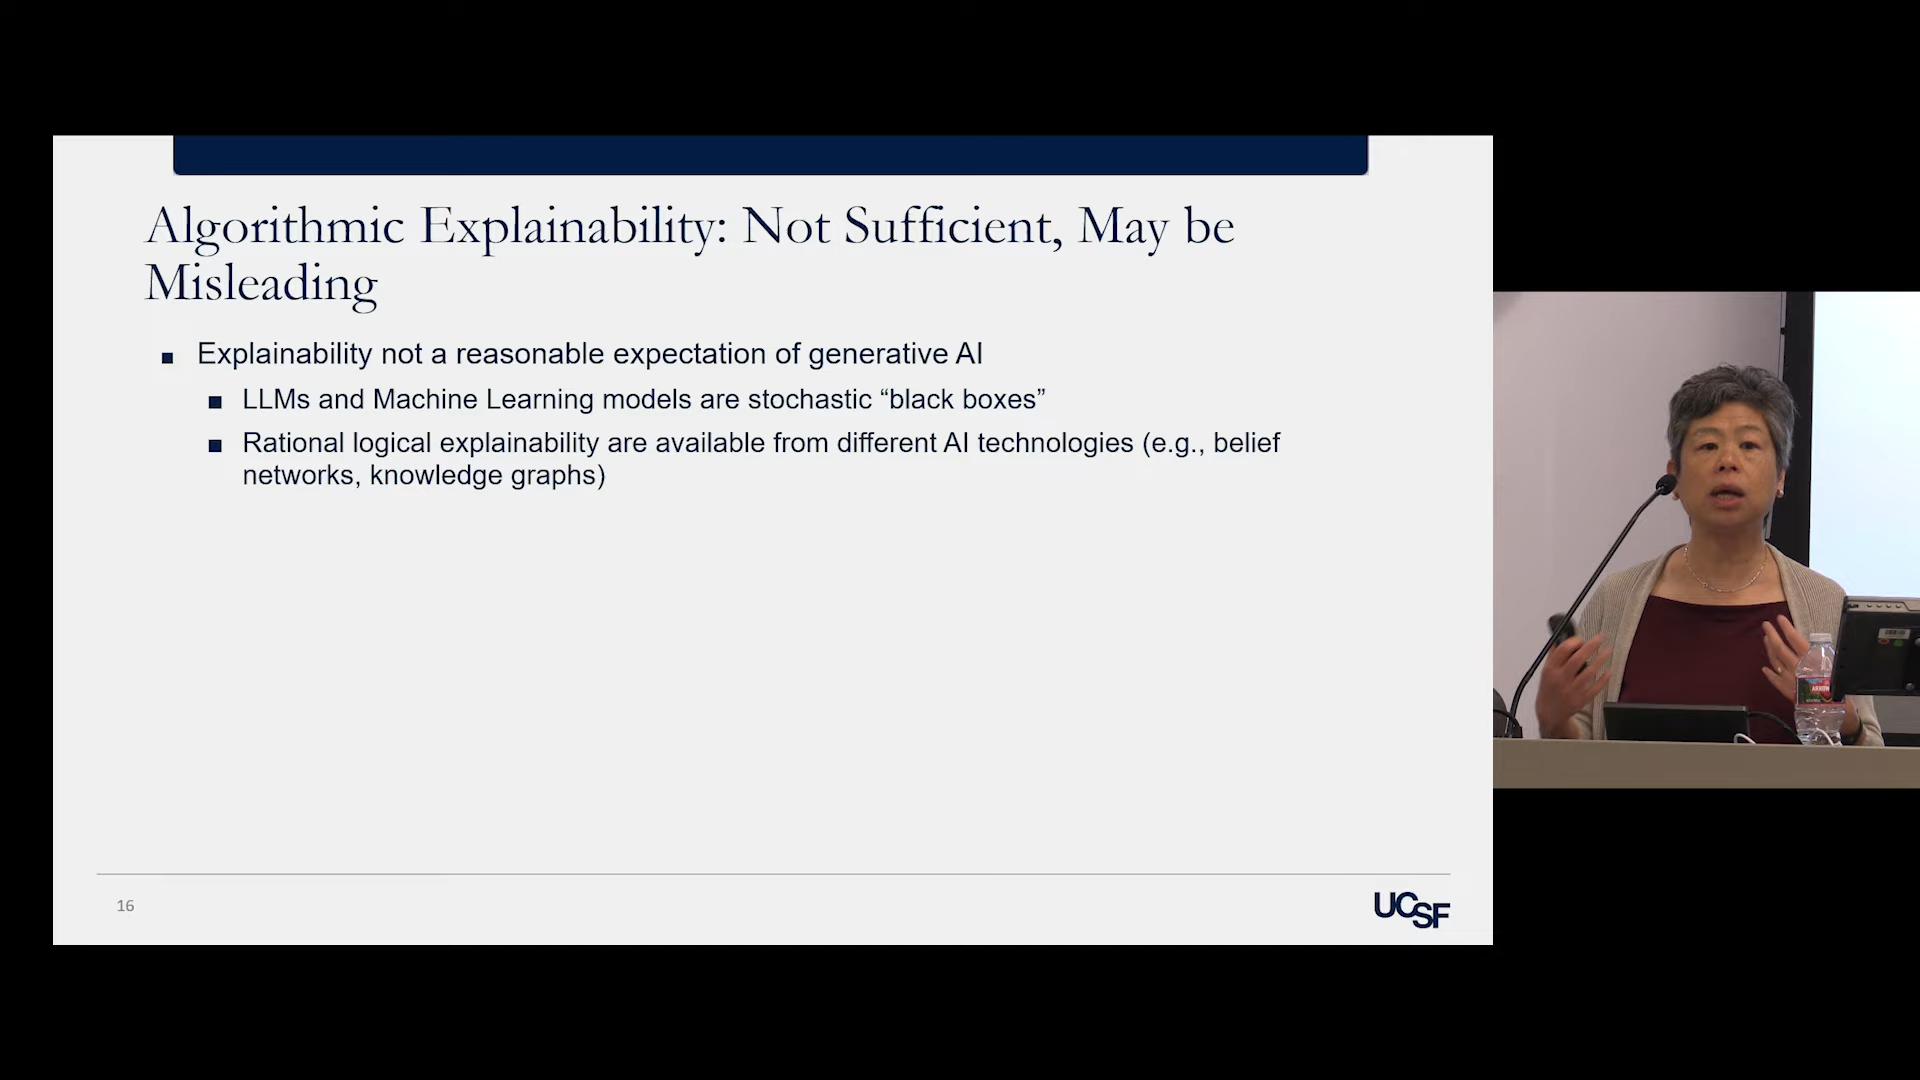 Algorithmic Explainability: Not Sufficient, May be
Misleading
Explainability not a reasonable expectation of generative AI
LLMs and Machine Learning models are stochastic “black boxes”
Rational logical explainability are available from different AI technologies (e.g., belief
networks, knowledge graphs)
16
UCSF
ARROW